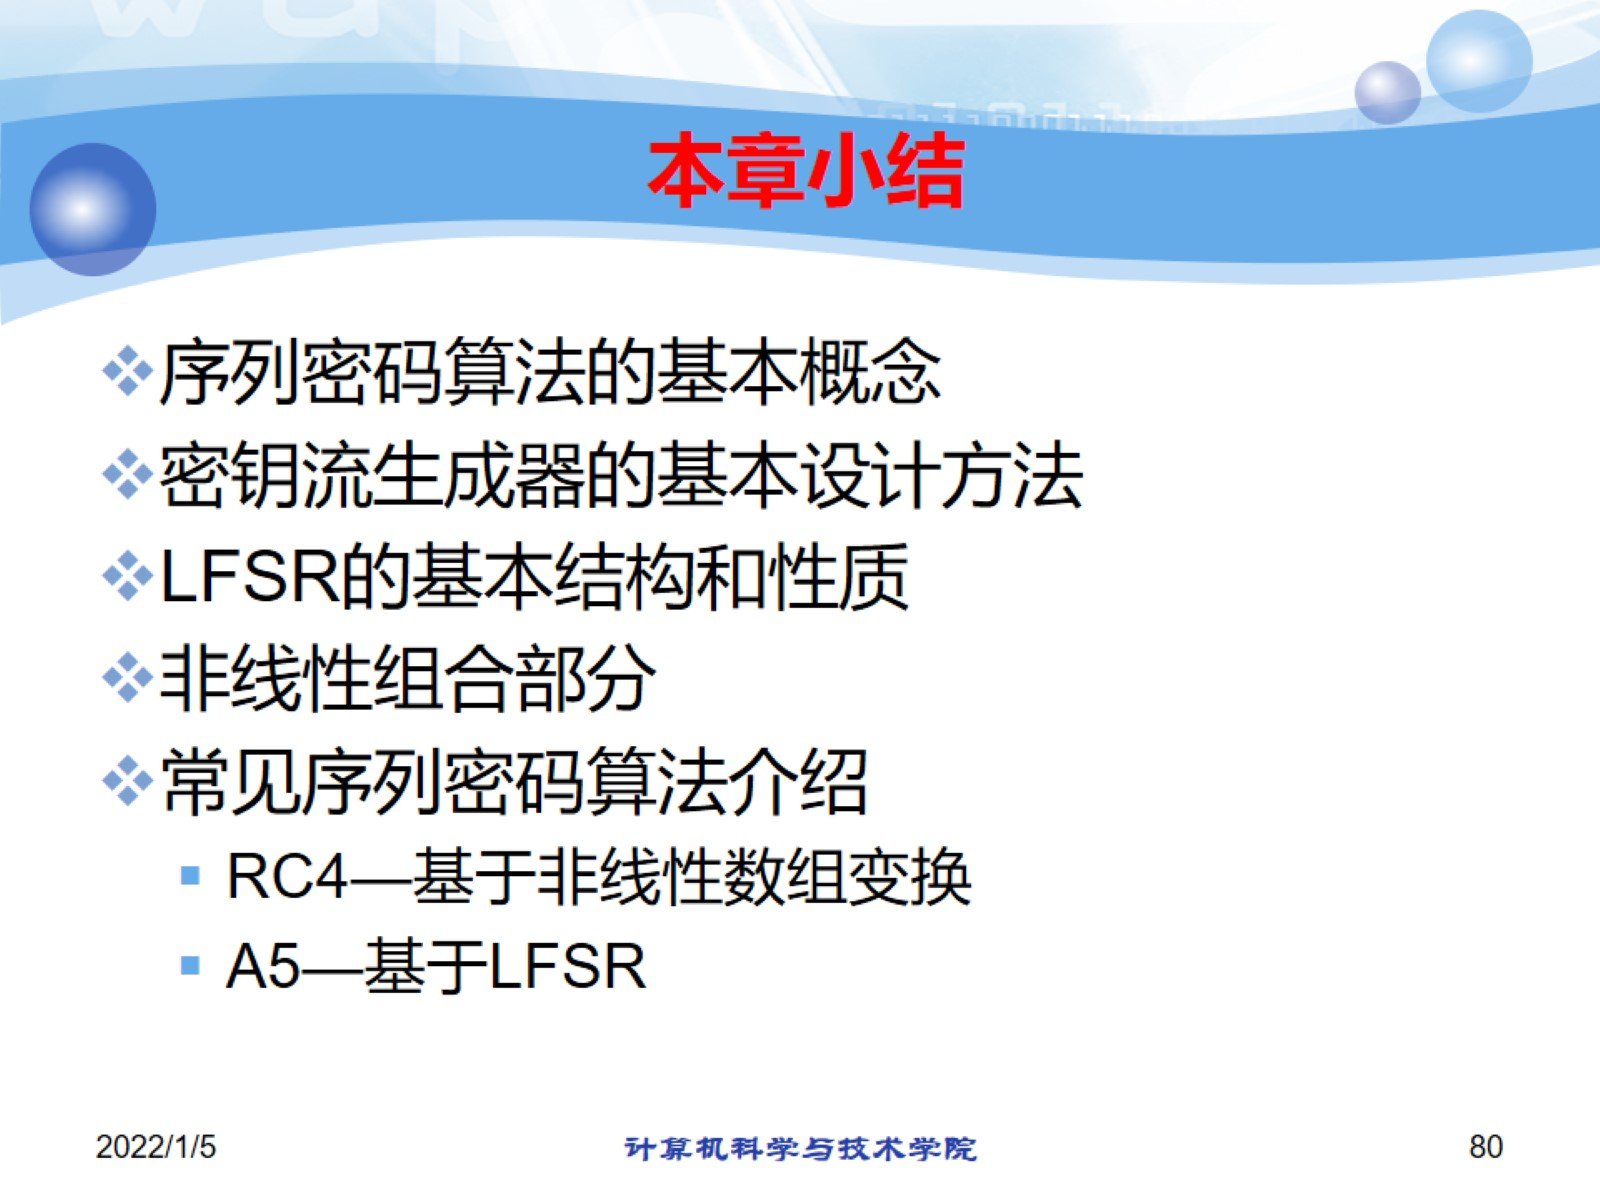 本章小结
序列密码算法的基本概念
密钥流生成器的基本设计方法
LFSR的基本结构和性质
非线性组合部分
常见序列密码算法介绍
RC4—基于非线性数组变换
A5—基于LFSR
2022/1/5
计算机科学与技术学院
80